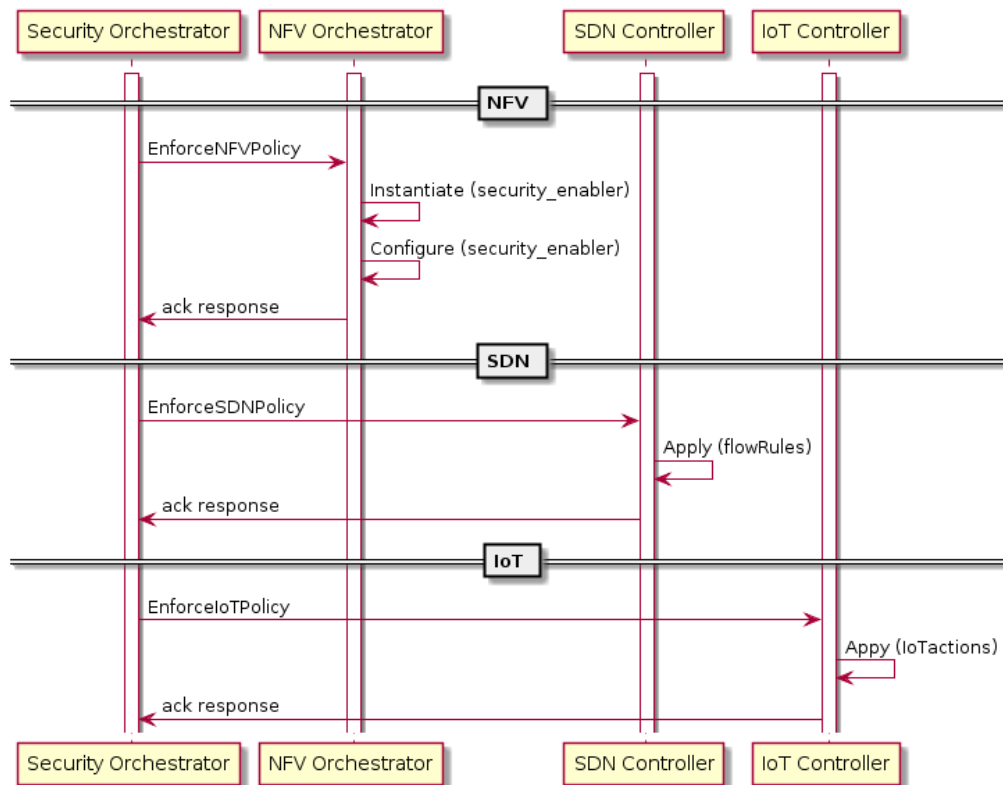 Security Orchestrator
NFV Orchestrator
SDN Controller
IoT Controller
NFV
EnforceNFVPolicy
Instantiate (security_enabler)
Configure (security_enabler)
ack response
SDN
EnforceSDNPolicy
Apply (flowRules)
ack response
IoT
EnforceIoTPolicy
Appy (IoTactions)
ack response
Security Orchestrator
NFV Orchestrator
SDN Controller
IoT Controller